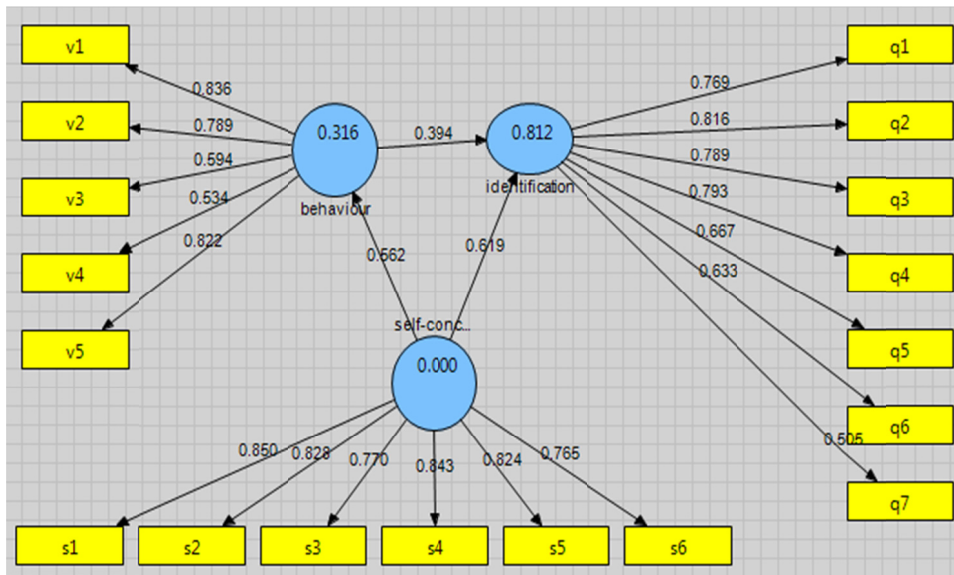 v1
q1
0.836
0.769
v2
0.316
0.394
0.812
0.816
q2
0.789
0.789
0.594
v3
identification
0.793
q3
0.534
behaviour
0.667
0.822
0.562
0.619
0.633
v4
q4
self-conc...
v5
q5
0.000
0.505
q6
0.850
0.828
0.770
0.843
0.824
0.765
q7
s1
s2
s3
s4
s5
s6